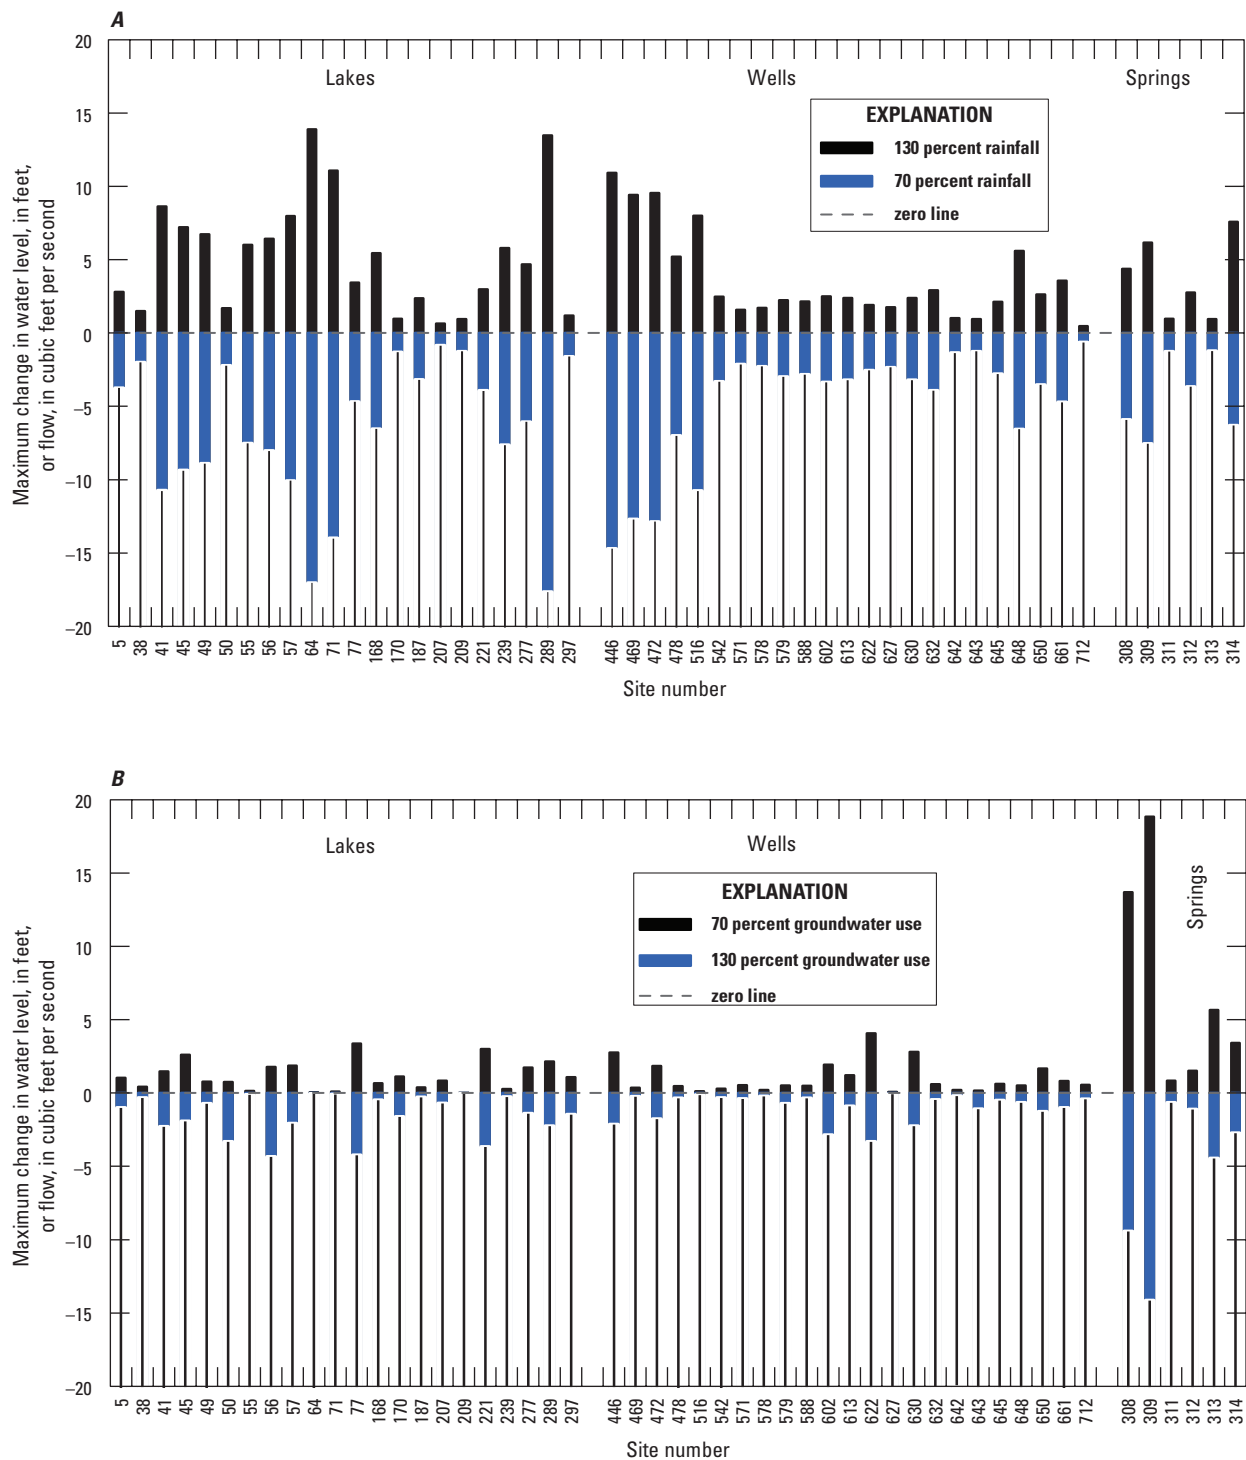 A
20
15
10
5
0
–5
–10
–15
–20
Maximum change in water level, in feet,
or flow, in cubic feet per second
Lakes
Wells
Springs
EXPLANATION
130 percent rainfall
70 percent rainfall
zero line
5 38 41 45 49 50 55 56 57 64 71 77 168 170 187 207 209 221 239 277 289 297 446 469 472 478 516 542 571 578 579 588 602 613 622 627 630 632 642 643 645 648 650 661 712 308 309 311 312 313 314
Site number
B
20
15
10
5
0
–5
–10
–15
–20
Maximum change in water level, in feet,
or flow, in cubic feet per second
Lakes
Wells
Springs
EXPLANATION
70 percent groundwater use
130 percent groundwater use
zero line
5 38 41 45 49 50 55 56 57 64 71 77 168 170 187 207 209 221 239 277 289 297 446 469 472 478 516 542 571 578 579 588 602 613 622 627 630 632 642 643 645 648 650 661 712 308 309 311 312 313 314
Site number